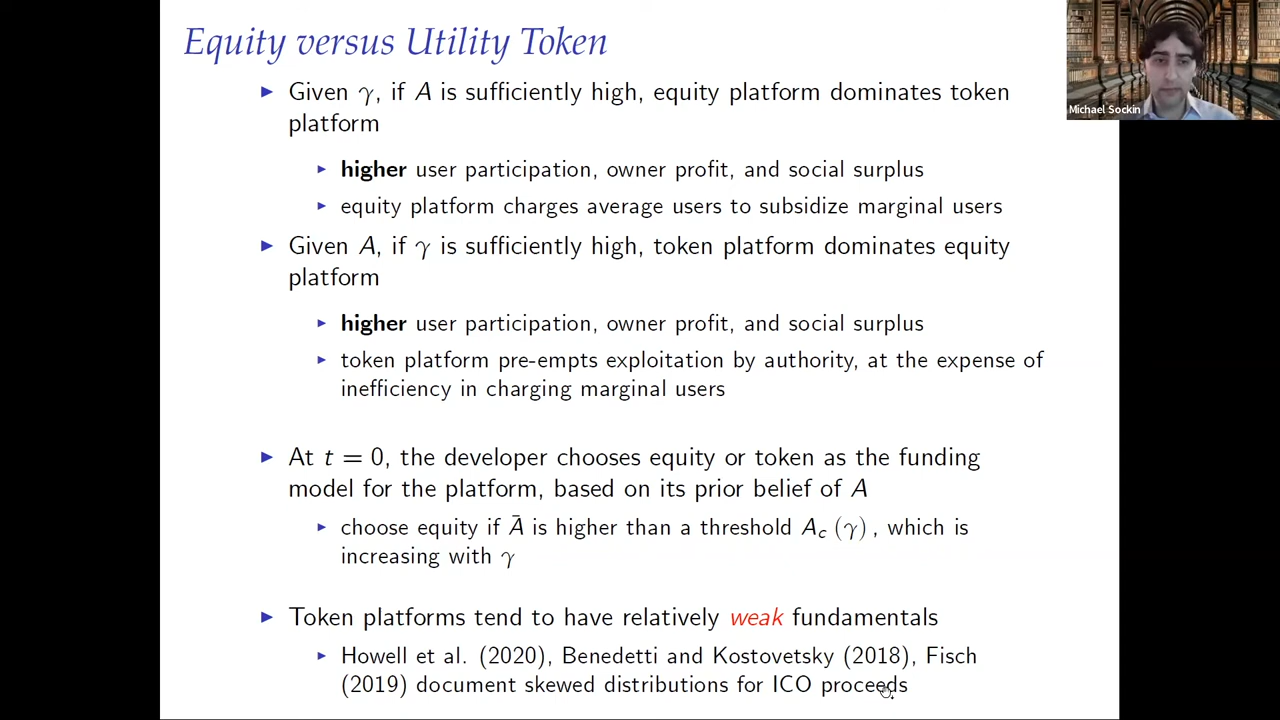 Equity versus Utility Token
Michael Sockin
▶ Given γ, if A is sufficiently high, equity platform dominates token
platform
▶ higher user participation, owner profit, and social surplus
▶ equity platform charges average users to subsidize marginal users
▶ Given A, if γ is sufficiently high, token platform dominates equity
platform
▶ higher user participation, owner profit, and social surplus
▶ token platform pre-empts exploitation by authority, at the expense of
inefficiency in charging marginal users
▶ At t = 0, the developer chooses equity or token as the funding
model for the platform, based on its prior belief of A
▶ choose equity if Ā is higher than a threshold A_c (γ) , which is
increasing with γ
▶ Token platforms tend to have relatively weak fundamentals
▶ Howell et al. (2020), Benedetti and Kostovetsky (2018), Fisch
(2019) document skewed distributions for ICO proceeds